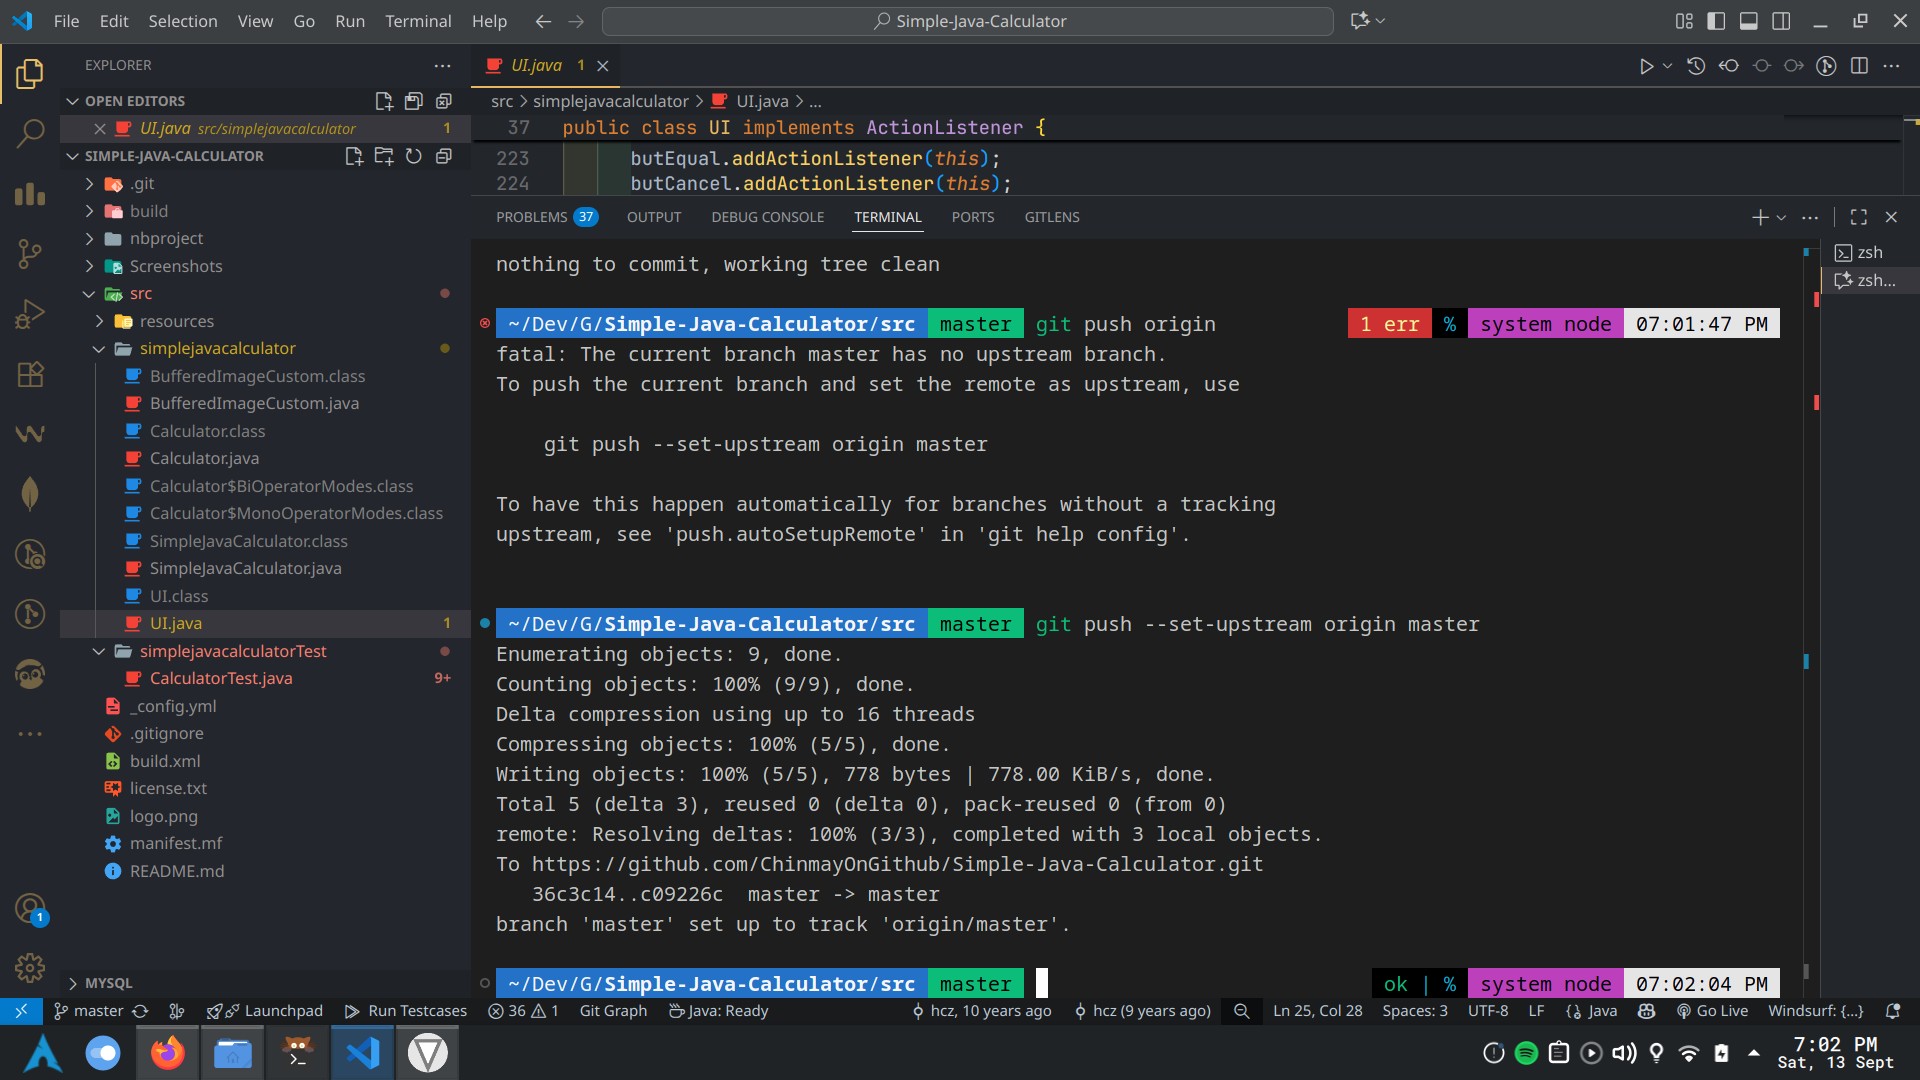 File Edit Selection View Go Run Terminal Help
Simple-Java-Calculator
EXPLORER
OPEN EDITORS
UI.java src/simplejavacalculator 1
SIMPLE-JAVA-CALCULATOR
.git
build
nbproject
Screenshots
src
resources
simplejavacalculator
BufferedImageCustom.class
BufferedImageCustom.java
Calculator.class
Calculator.java
Calculator$BiOperatorModes.class
Calculator$MonoOperatorModes.class
SimpleJavaCalculator.class
SimpleJavaCalculator.java
UI.class
UI.java 1
simplejavacalculatorTest
CalculatorTest.java 9+
_config.yml
.gitignore
build.xml
license.txt
logo.png
manifest.mf
README.md
MYSQL
1
UI.java 1
src > simplejavacalculator > UI.java > ...
37 public class UI implements ActionListener {
223 butEqual.addActionListener(this);
224 butCancel.addActionListener(this);
PROBLEMS 37 OUTPUT DEBUG CONSOLE TERMINAL PORTS GITLENS
zsh
zsh...
nothing to commit, working tree clean
~/Dev/G/Simple-Java-Calculator/src master git push origin 1 err % system node 07:01:47 PM
fatal: The current branch master has no upstream branch.
To push the current branch and set the remote as upstream, use
git push --set-upstream origin master
To have this happen automatically for branches without a tracking
upstream, see 'push.autoSetupRemote' in 'git help config'.
~/Dev/G/Simple-Java-Calculator/src master git push --set-upstream origin master
Enumerating objects: 9, done.
Counting objects: 100% (9/9), done.
Delta compression using up to 16 threads
Compressing objects: 100% (5/5), done.
Writing objects: 100% (5/5), 778 bytes | 778.00 KiB/s, done.
Total 5 (delta 3), reused 0 (delta 0), pack-reused 0 (from 0)
remote: Resolving deltas: 100% (3/3), completed with 3 local objects.
To https://github.com/ChinmayOnGithub/Simple-Java-Calculator.git
36c3c14..c09226c master -> master
branch 'master' set up to track 'origin/master'.
~/Dev/G/Simple-Java-Calculator/src master ok | % system node 07:02:04 PM
master Launchpad Run Testcases 36 1 Git Graph Java: Ready hcz, 10 years ago hcz (9 years ago) Ln 25, Col 28 Spaces: 3 UTF-8 LF {} Java Go Live Windsurf: {...}
7:02 PM
Sat, 13 Sept